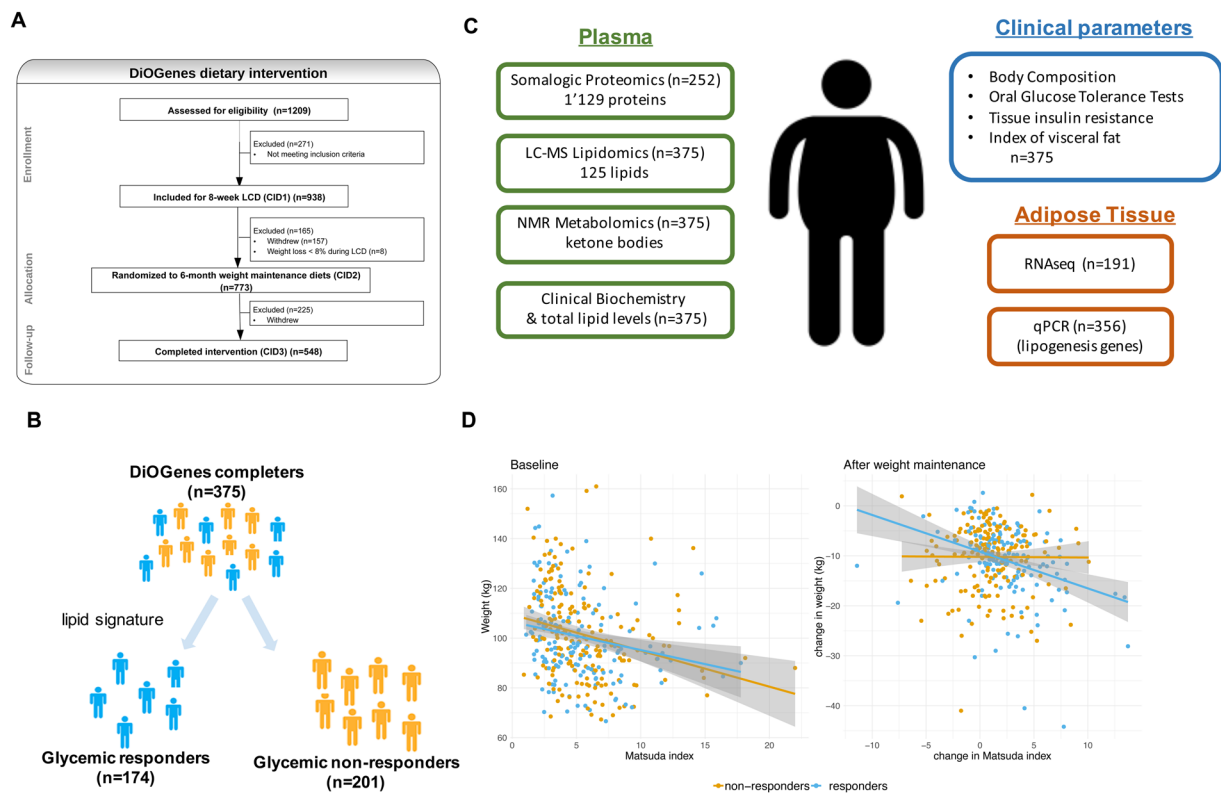 A
DiOGenes dietary intervention
Enrollment
Allocation
Follow-up
Assessed for eligibility (n=1209)
Excluded (n=271)
• Not meeting inclusion criteria
Included for 8-week LCD (CID1) (n=938)
Excluded (n=165)
• Withdrew (n=157)
• Weight loss < 8% during LCD (n=8)
Randomized to 6-month weight maintenance diets (CID2)
(n=773)
Excluded (n=225)
• Withdrew
Completed intervention (CID3) (n=548)
B
DiOGenes completers
(n=375)
lipid signature
Glycemic responders
(n=174)
Glycemic non-responders
(n=201)
C
Plasma
Somalogic Proteomics (n=252)
1’129 proteins
LC-MS Lipidomics (n=375)
125 lipids
NMR Metabolomics (n=375)
ketone bodies
Clinical Biochemistry
& total lipid levels (n=375)
Clinical parameters
• Body Composition
• Oral Glucose Tolerance Tests
• Tissue insulin resistance
• Index of visceral fat
n=375
Adipose Tissue
RNAseq (n=191)
qPCR (n=356)
(lipogenesis genes)
D
Baseline
Weight (kg)
160
140
120
100
80
60
0
5
10
15
20
Matsuda index
After weight maintenance
change in weight (kg)
0
−10
−20
−30
−40
−10
−5
0
5
10
change in Matsuda index
non−responders
responders